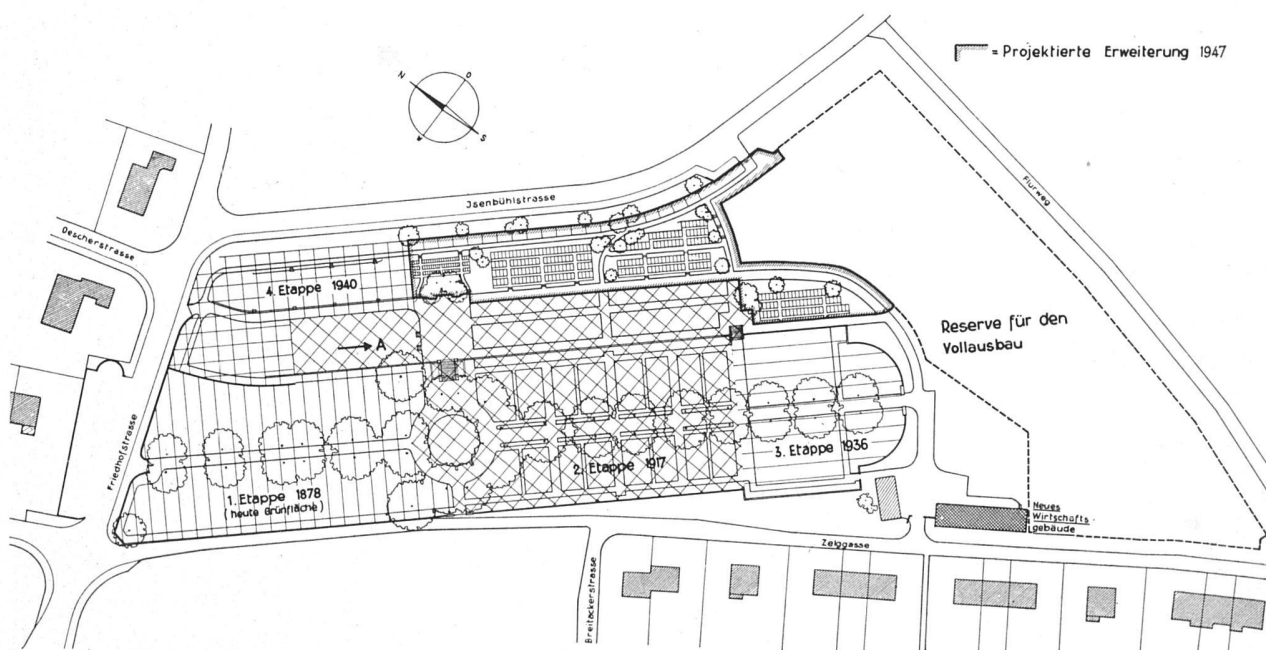 = Projektierte Erweiterung 1947
N
O
S
W
Isenbühlstrasse
Flurweg
Oescherstrasse
4. Etappe 1940
Reserve für den
Vollausbau
A
Friedhofstrasse
3. Etappe 1936
2. Etappe 1917
1. Etappe 1878
(heute Grünfläche)
Neues
Wirtschafts
gebäude
Zelggasse
Breitackerstrasse